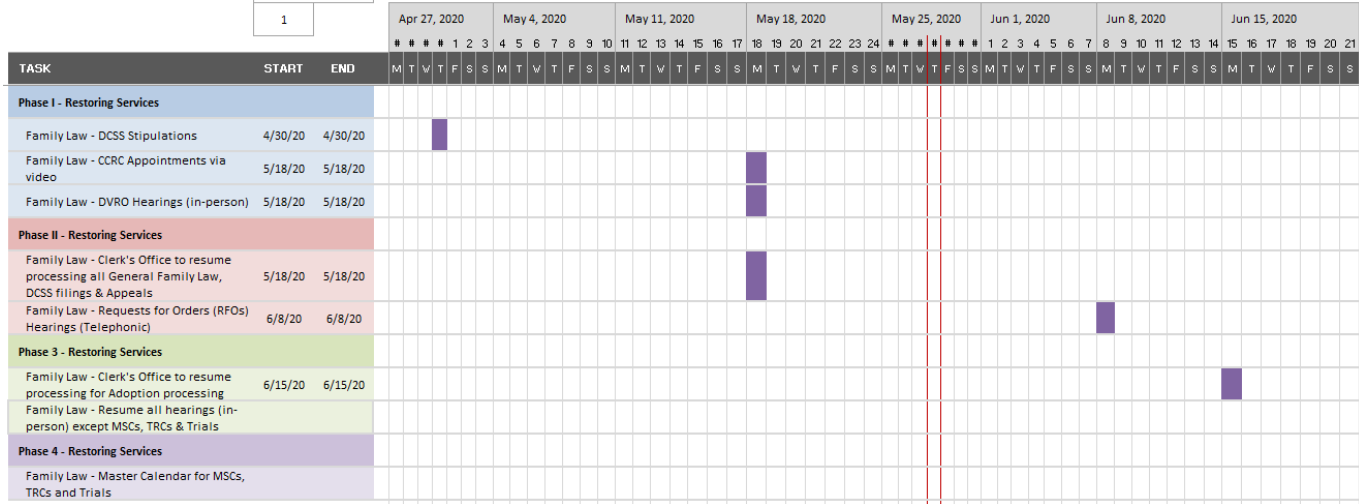 1
Apr 27, 2020 May 4, 2020 May 11, 2020 May 18, 2020 May 25, 2020 Jun 1, 2020 Jun 8, 2020 Jun 15, 2020
# # # # 1 2 3 4 5 6 7 8 9 10 11 12 13 14 15 16 17 18 19 20 21 22 23 24 # # # # # # # 1 2 3 4 5 6 7 8 9 10 11 12 13 14 15 16 17 18 19 20 21
TASK START END M T W T F S S M T W T F S S M T W T F S S M T W T F S S M T W T F S S M T W T F S S M T W T F S S M T W T F S S
Phase I - Restoring Services
Family Law - DCSS Stipulations 4/30/20 4/30/20
Family Law - CCRC Appointments via
video 5/18/20 5/18/20
Family Law - DVRO Hearings (in-person) 5/18/20 5/18/20
Phase II - Restoring Services
Family Law - Clerk's Office to resume
processing all General Family Law, 5/18/20 5/18/20
DCSS filings & Appeals
Family Law - Requests for Orders (RFOs)
Hearings (Telephonic) 6/8/20 6/8/20
Phase 3 - Restoring Services
Family Law - Clerk's Office to resume
processing for Adoption processing 6/15/20 6/15/20
Family Law - Resume all hearings (in-
person) except MSCs, TRCs & Trials
Phase 4 - Restoring Services
Family Law - Master Calendar for MSCs,
TRCs and Trials